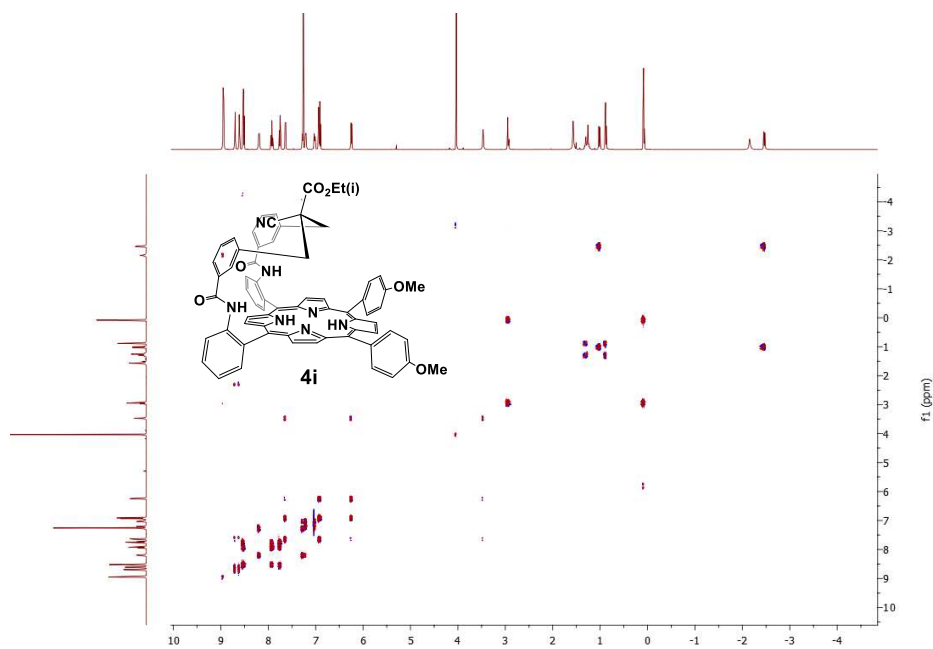 CO₂Et(i)
NC
O
NH
O
NH
OMe
N
NH
HN
N
OMe
4i
-4
-3
-2
-1
0
1
2
3
4
5
6
7
8
9
10
f1 (ppm)
10 9 8 7 6 5 4 3 2 1 0 -1 -2 -3 -4